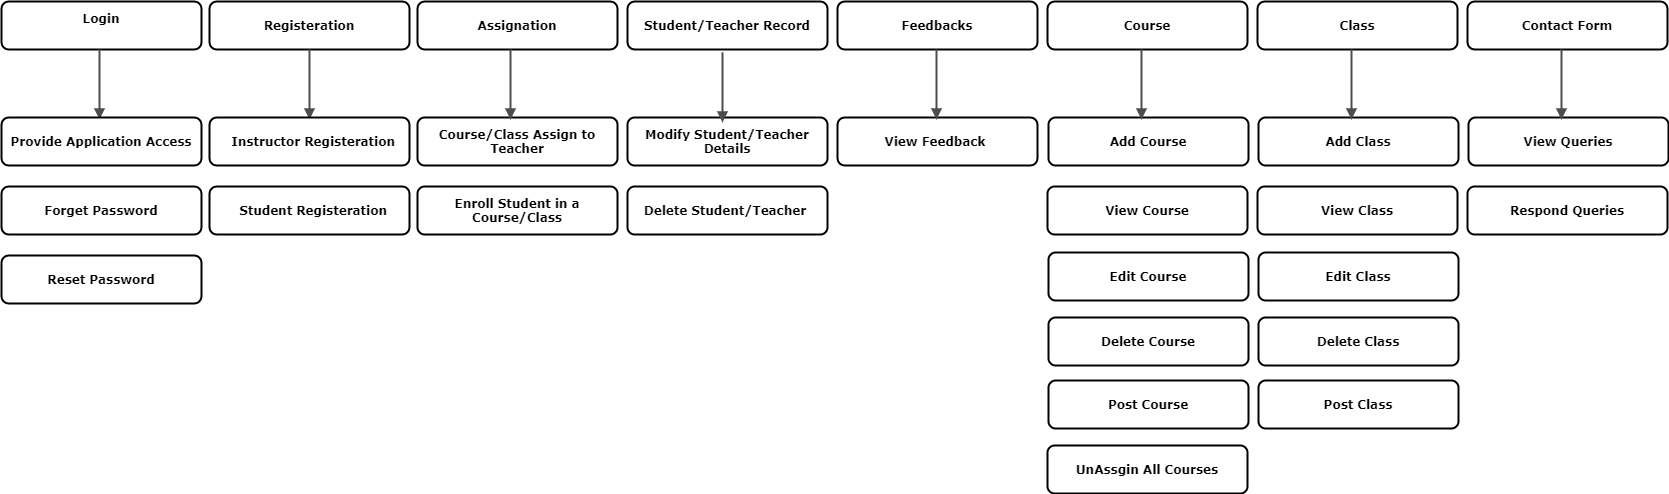 Login
Registeration
Assignation
Student/Teacher Record
Feedbacks
Course
Class
Contact Form
Provide Application Access
Instructor Registeration
Course/Class Assign to
Teacher
Modify Student/Teacher
Details
View Feedback
Add Course
Add Class
View Queries
Forget Password
Student Registeration
Enroll Student in a
Course/Class
Delete Student/Teacher
View Course
View Class
Respond Queries
Reset Password
Edit Course
Edit Class
Delete Course
Delete Class
Post Course
Post Class
UnAssgin All Courses